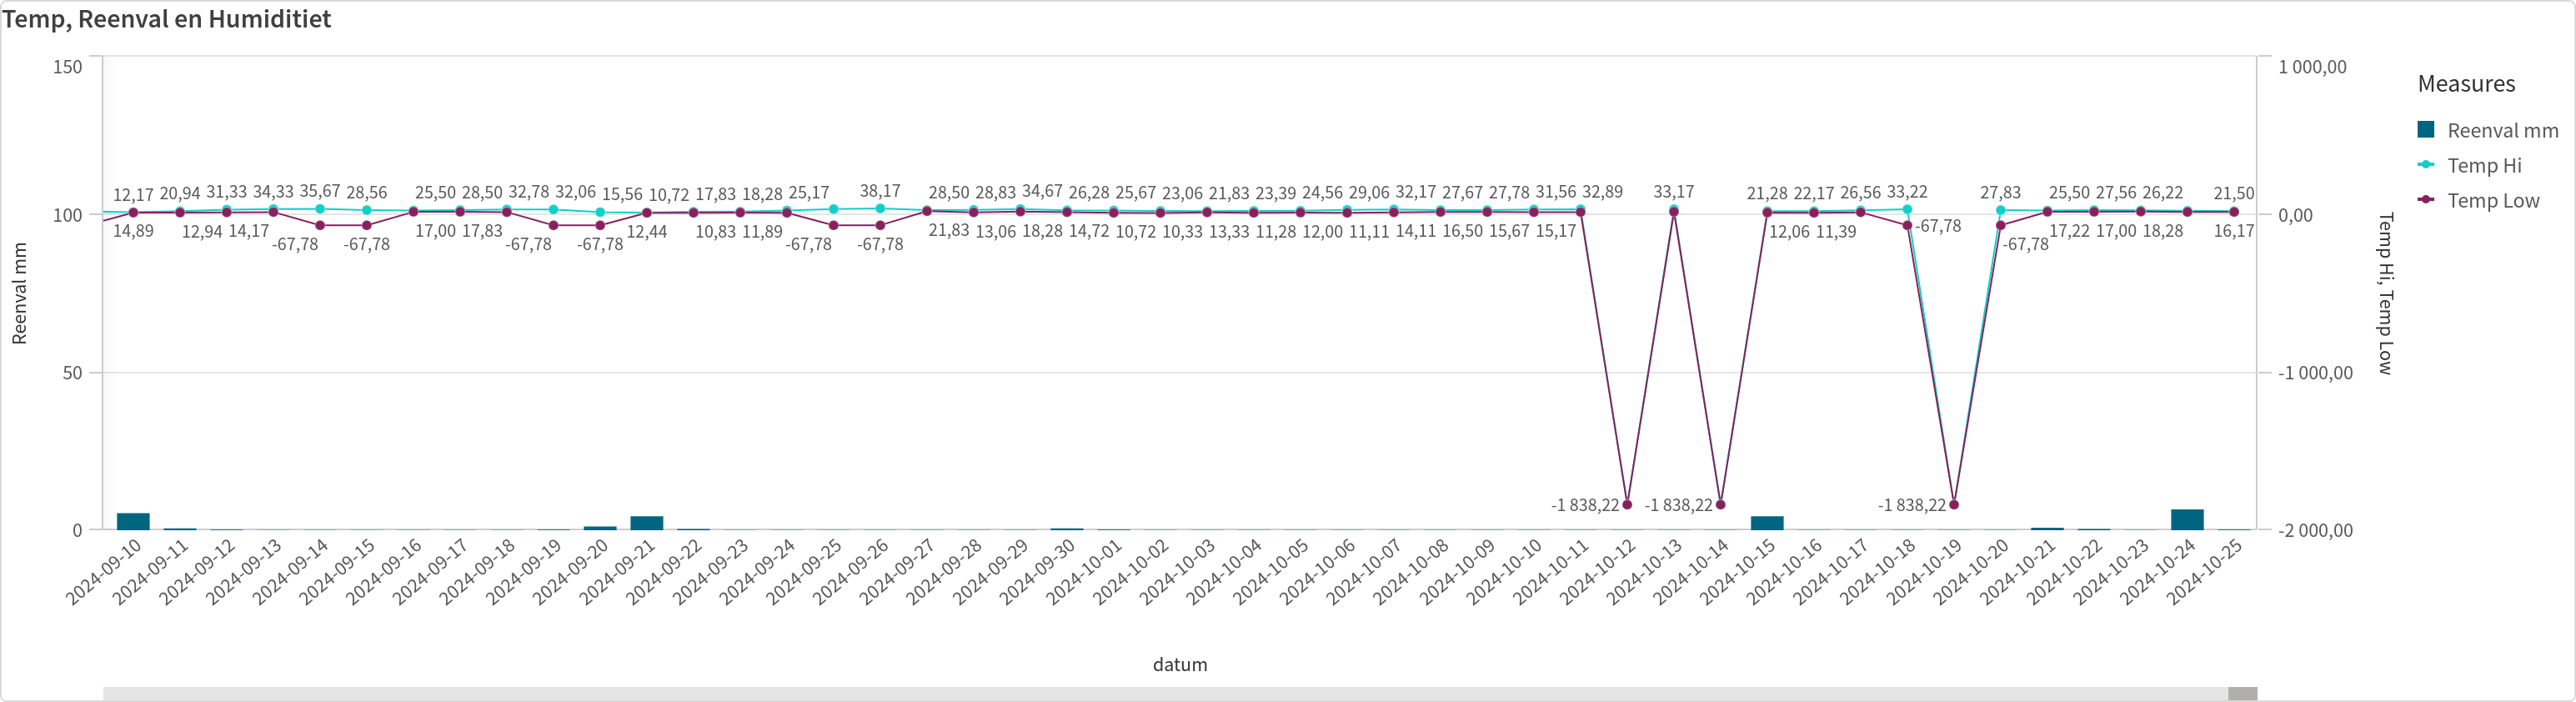 Temp, Reenval en Humiditiet
150
100
50
0
Reenval mm
12,17 20,94 31,33 34,33 35,67 28,56 25,50 28,50 32,78 32,06 15,56 10,72 17,83 18,28 25,17 38,17 28,50 28,83 34,67 26,28 25,67 23,06 21,83 23,39 24,56 29,06 32,17 27,67 27,78 31,56 32,89 33,17 21,28 22,17 26,56 33,22 27,83 25,50 27,56 26,22 21,50
14,89 12,94 14,17 -67,78 -67,78 17,00 17,83 -67,78 -67,78 12,44 10,83 11,89 -67,78 -67,78 21,83 13,06 18,28 14,72 10,72 10,33 13,33 11,28 12,00 11,11 14,11 16,50 15,67 15,17 12,06 11,39 -67,78 -67,78 17,22 17,00 18,28 16,17
-1 838,22 -1 838,22 -1 838,22
1 000,00
0,00
-1 000,00
-2 000,00
Temp Hi, Temp Low
2024-09-10 2024-09-11 2024-09-12 2024-09-13 2024-09-14 2024-09-15 2024-09-16 2024-09-17 2024-09-18 2024-09-19 2024-09-20 2024-09-21 2024-09-22 2024-09-23 2024-09-24 2024-09-25 2024-09-26 2024-09-27 2024-09-28 2024-09-29 2024-09-30 2024-10-01 2024-10-02 2024-10-03 2024-10-04 2024-10-05 2024-10-06 2024-10-07 2024-10-08 2024-10-09 2024-10-10 2024-10-11 2024-10-12 2024-10-13 2024-10-14 2024-10-15 2024-10-16 2024-10-17 2024-10-18 2024-10-19 2024-10-20 2024-10-21 2024-10-22 2024-10-23 2024-10-24 2024-10-25
datum
Measures
Reenval mm
Temp Hi
Temp Low